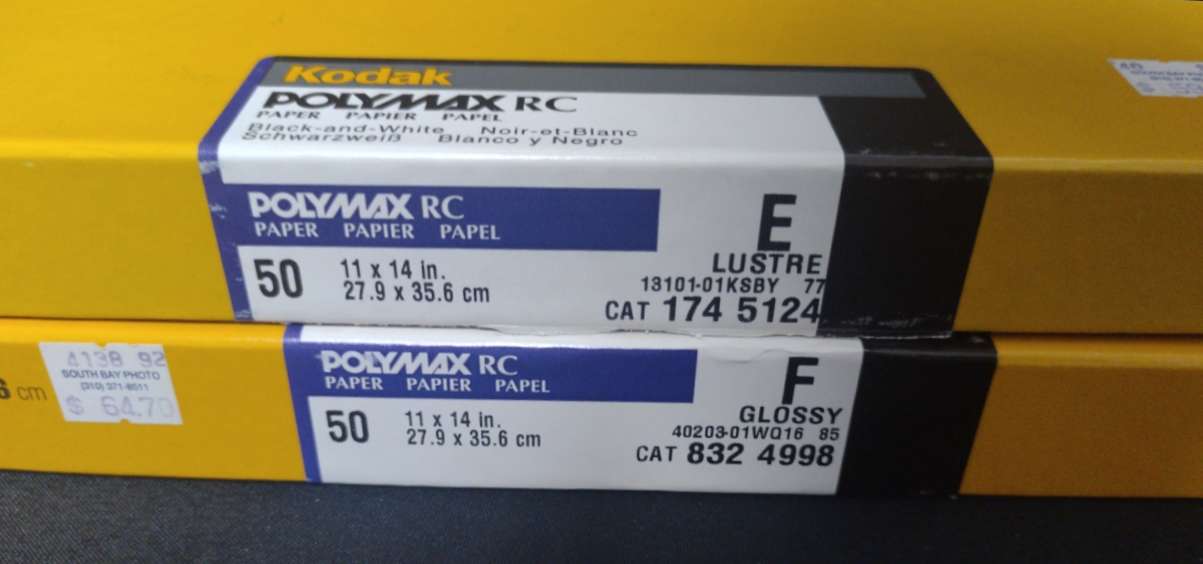 Kodak
POLYMAX RC
PAPER PAPIER PAPEL
Black-and-White Noir-et-Blanc
Schwarzweiß Blanco y Negro
POLYMAX RC
PAPER PAPIER PAPEL
50
11 x 14 in.
27.9 x 35.6 cm
E
LUSTRE
13101-01KSBY 77
CAT 174 5124
cm
4138 92
SOUTH BAY PHOTO
(310) 371-8511
$ 64.70
POLYMAX RC
PAPER PAPIER PAPEL
50
11 x 14 in.
27.9 x 35.6 cm
F
GLOSSY
40203-01WQ16 85
CAT 832 4998